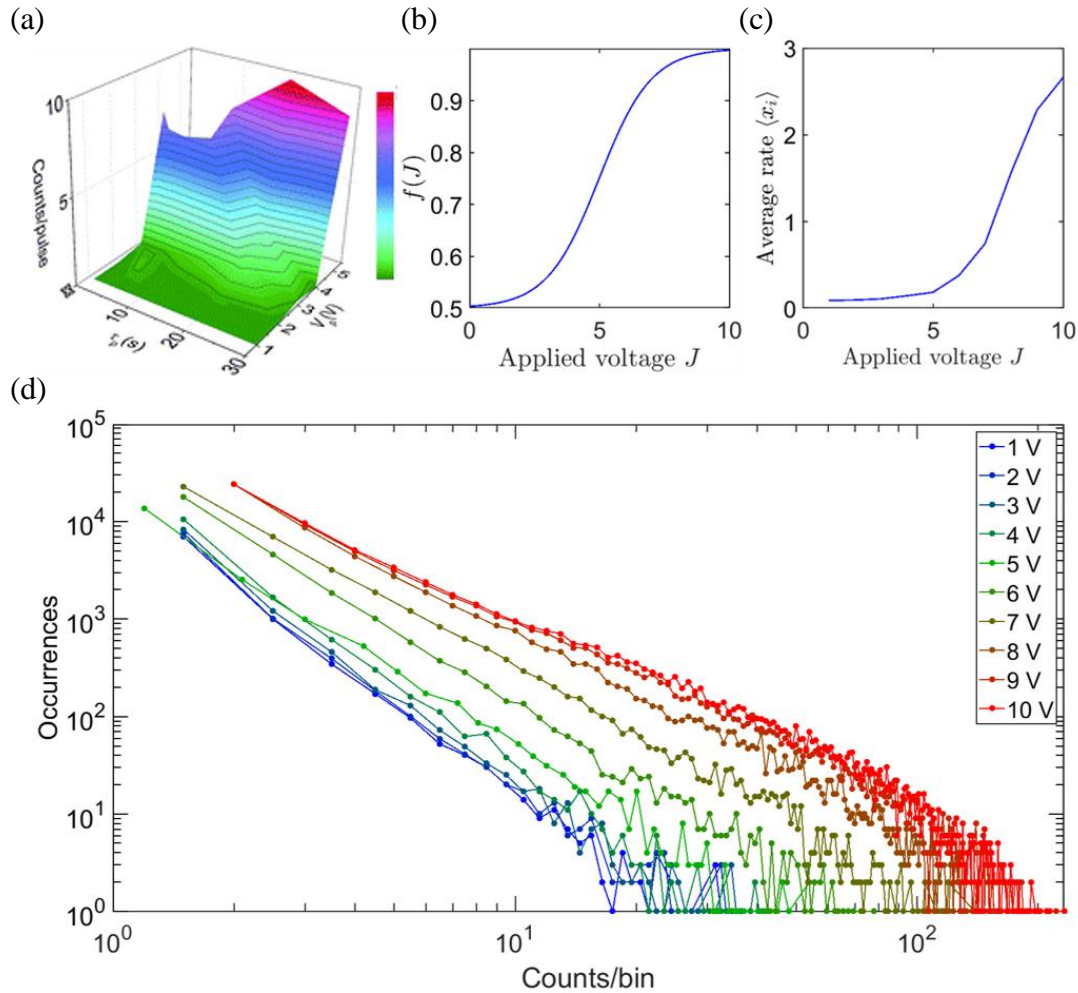 (a)
(b)
(c)
10
5
Counts/pulse
10
20
30
1
2
3
4
5
V_p(V)
0.9
0.8
0.7
0.6
0.5
f(J)
0
5
10
Applied voltage J
3
2
1
0
Average rate ⟨x_i⟩
0
5
10
Applied voltage J
(d)
10^5
10^4
10^3
10^2
10^1
10^0
Occurrences
10^0
10^1
10^2
Counts/bin
1 V
2 V
3 V
4 V
5 V
6 V
7 V
8 V
9 V
10 V